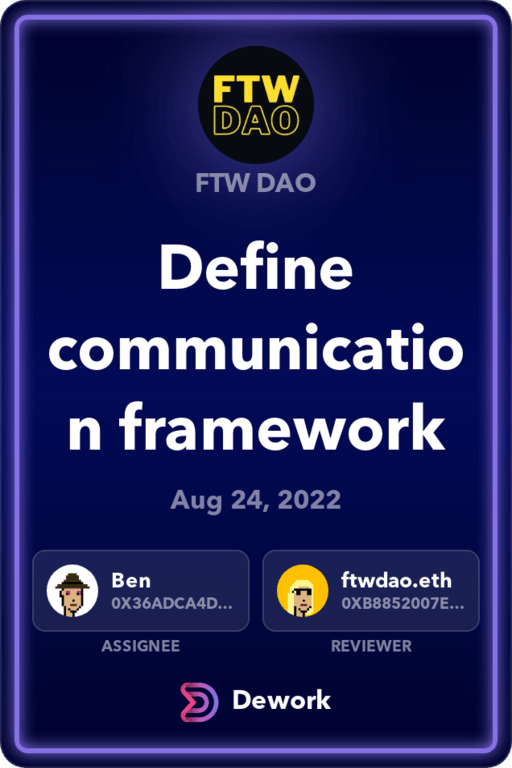 FTW
DAO
FTW DAO
Define
communicatio
n framework
Aug 24, 2022
Ben
0X36ADCA4D...
ASSIGNEE
ftwdao.eth
0XB8852007E...
REVIEWER
Dework